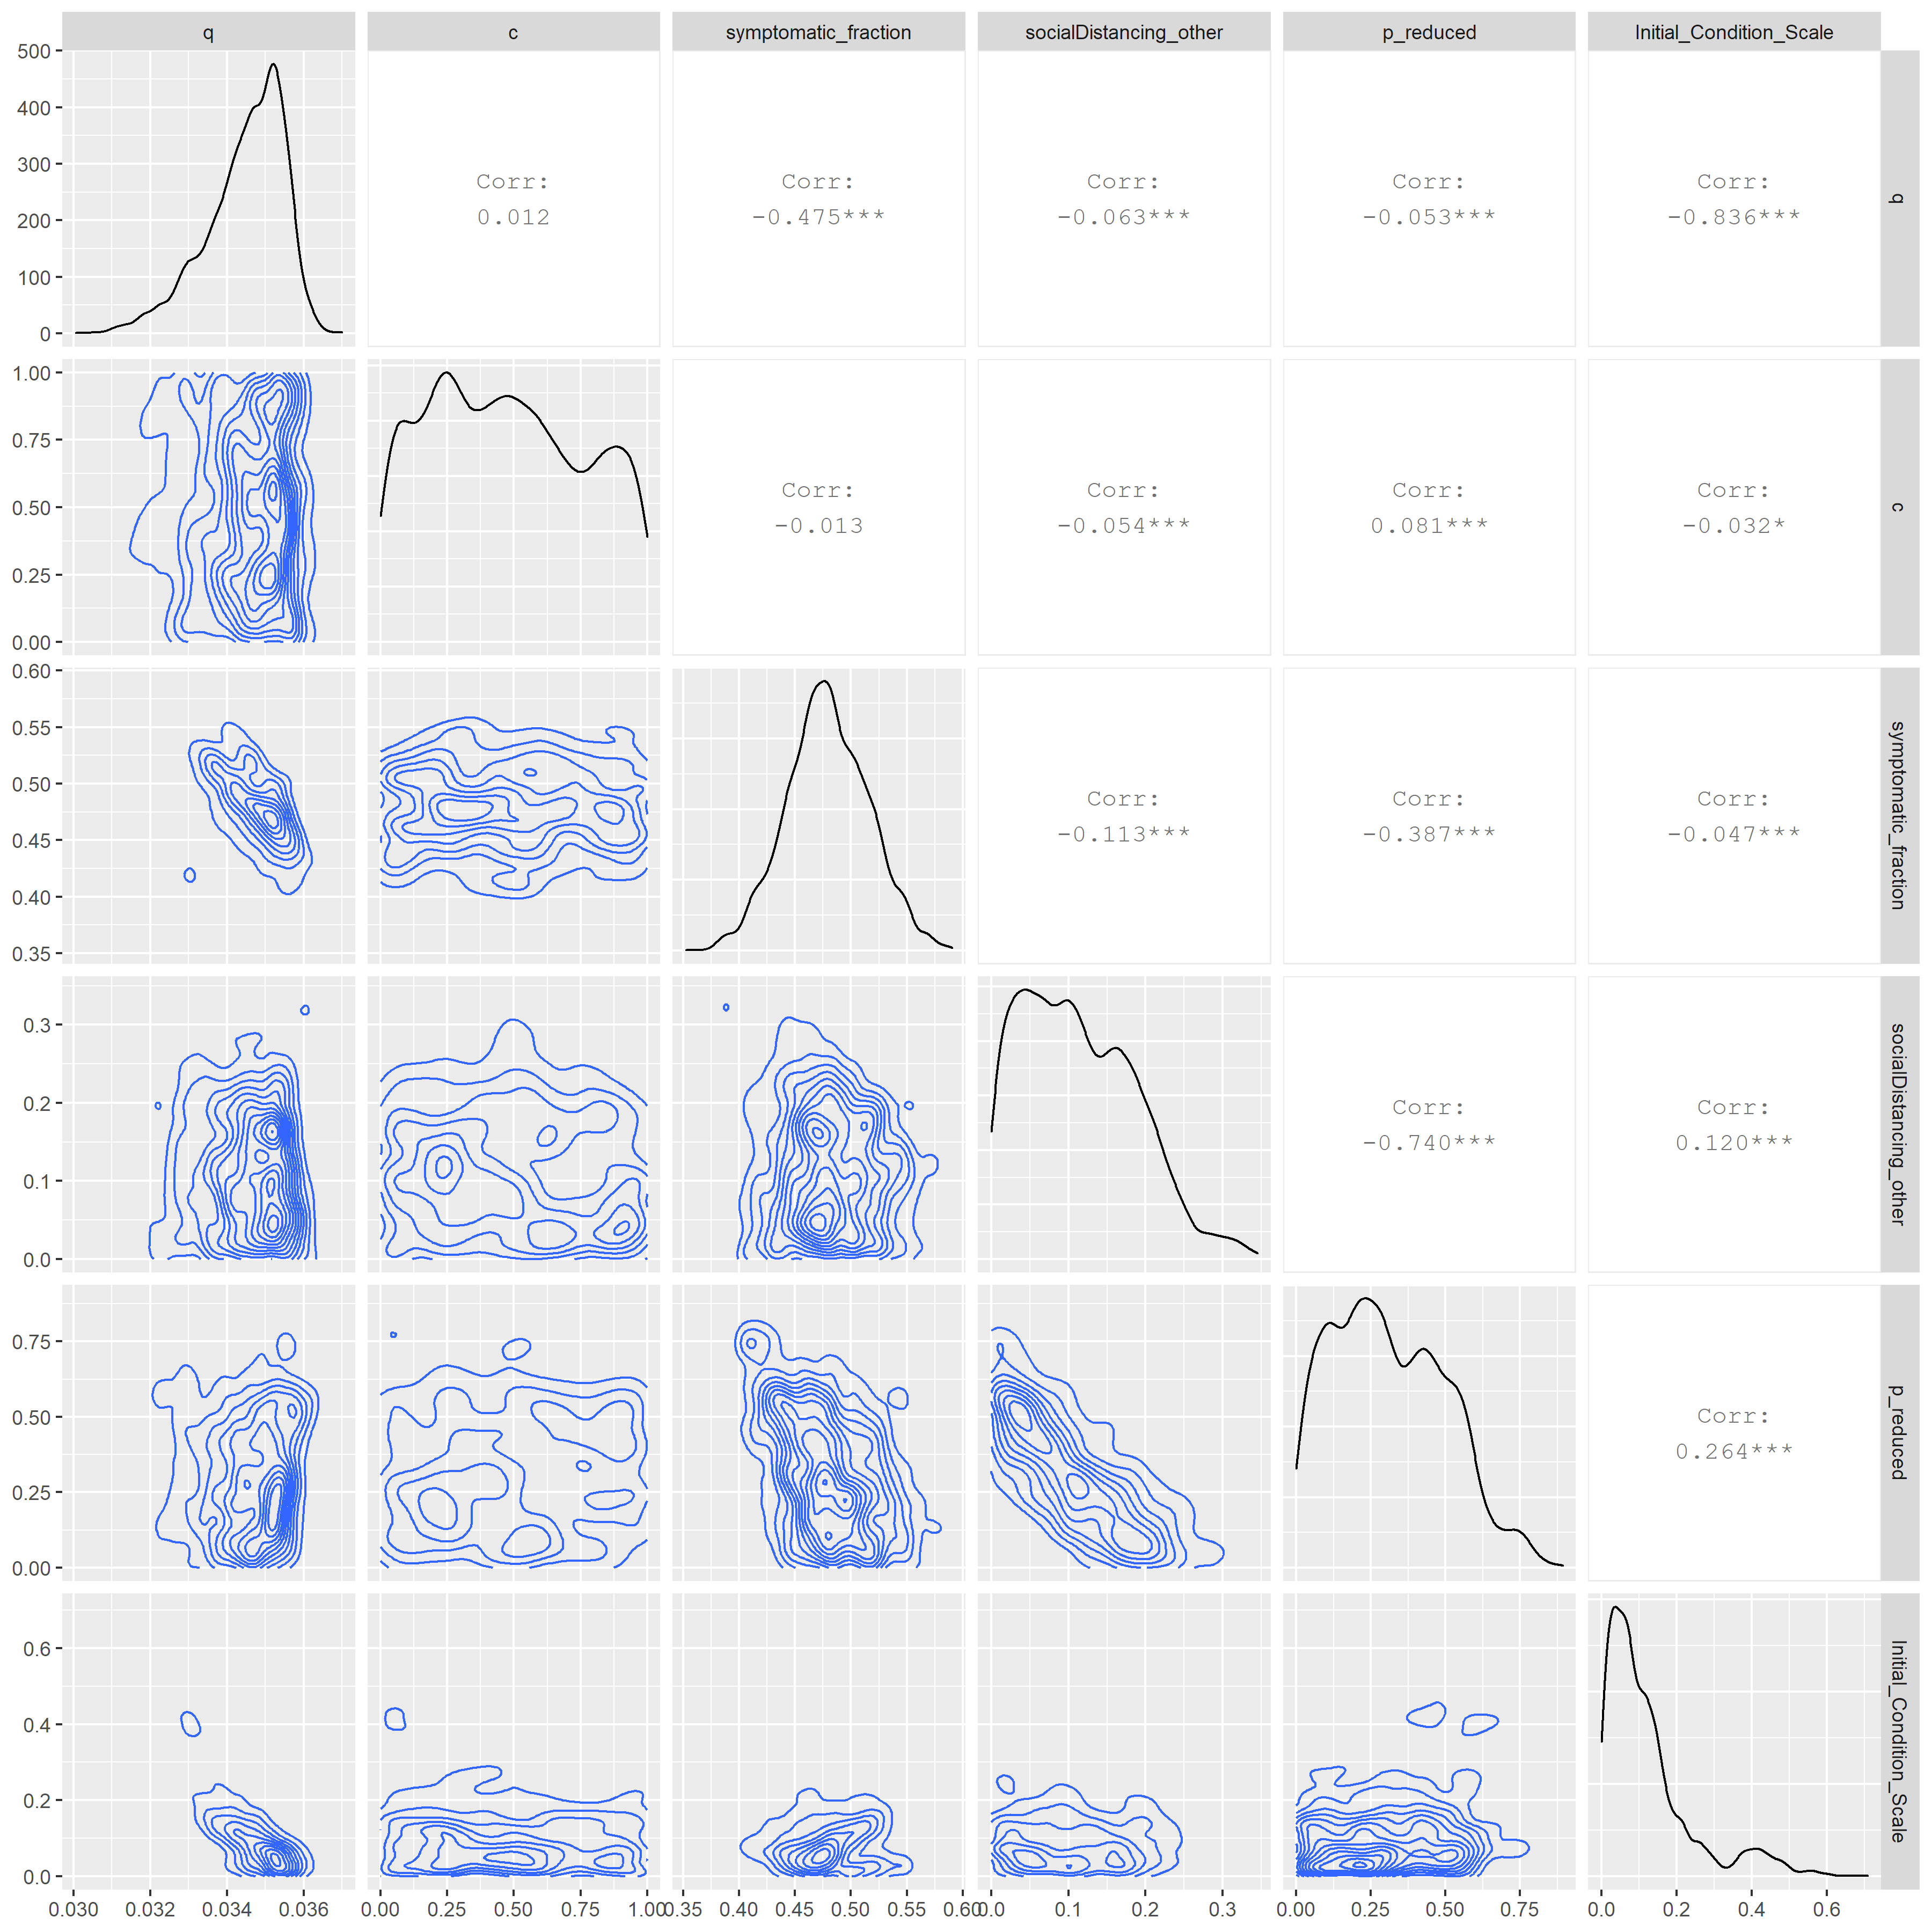 q c symptomatic_fraction socialDistancing_other p_reduced Initial_Condition_Scale
500
400
300
200
100
0
Corr:
0.012
Corr:
-0.475***
Corr:
-0.063***
Corr:
-0.053***
Corr:
-0.836***
q
1.00
0.75
0.50
0.25
0.00
Corr:
-0.013
Corr:
-0.054***
Corr:
0.081***
Corr:
-0.032*
c
0.60
0.55
0.50
0.45
0.40
0.35
Corr:
-0.113***
Corr:
-0.387***
Corr:
-0.047***
symptomatic_fraction
0.3
0.2
0.1
0.0
Corr:
-0.740***
Corr:
0.120***
socialDistancing_other
0.75
0.50
0.25
0.00
Corr:
0.264***
p_reduced
0.6
0.4
0.2
0.0
Initial_Condition_Scale
0.030 0.032 0.034 0.036 0.00 0.25 0.50 0.75 1.00 0.35 0.40 0.45 0.50 0.55 0.60 0.0 0.1 0.2 0.3 0.00 0.25 0.50 0.75 0.0 0.2 0.4 0.6